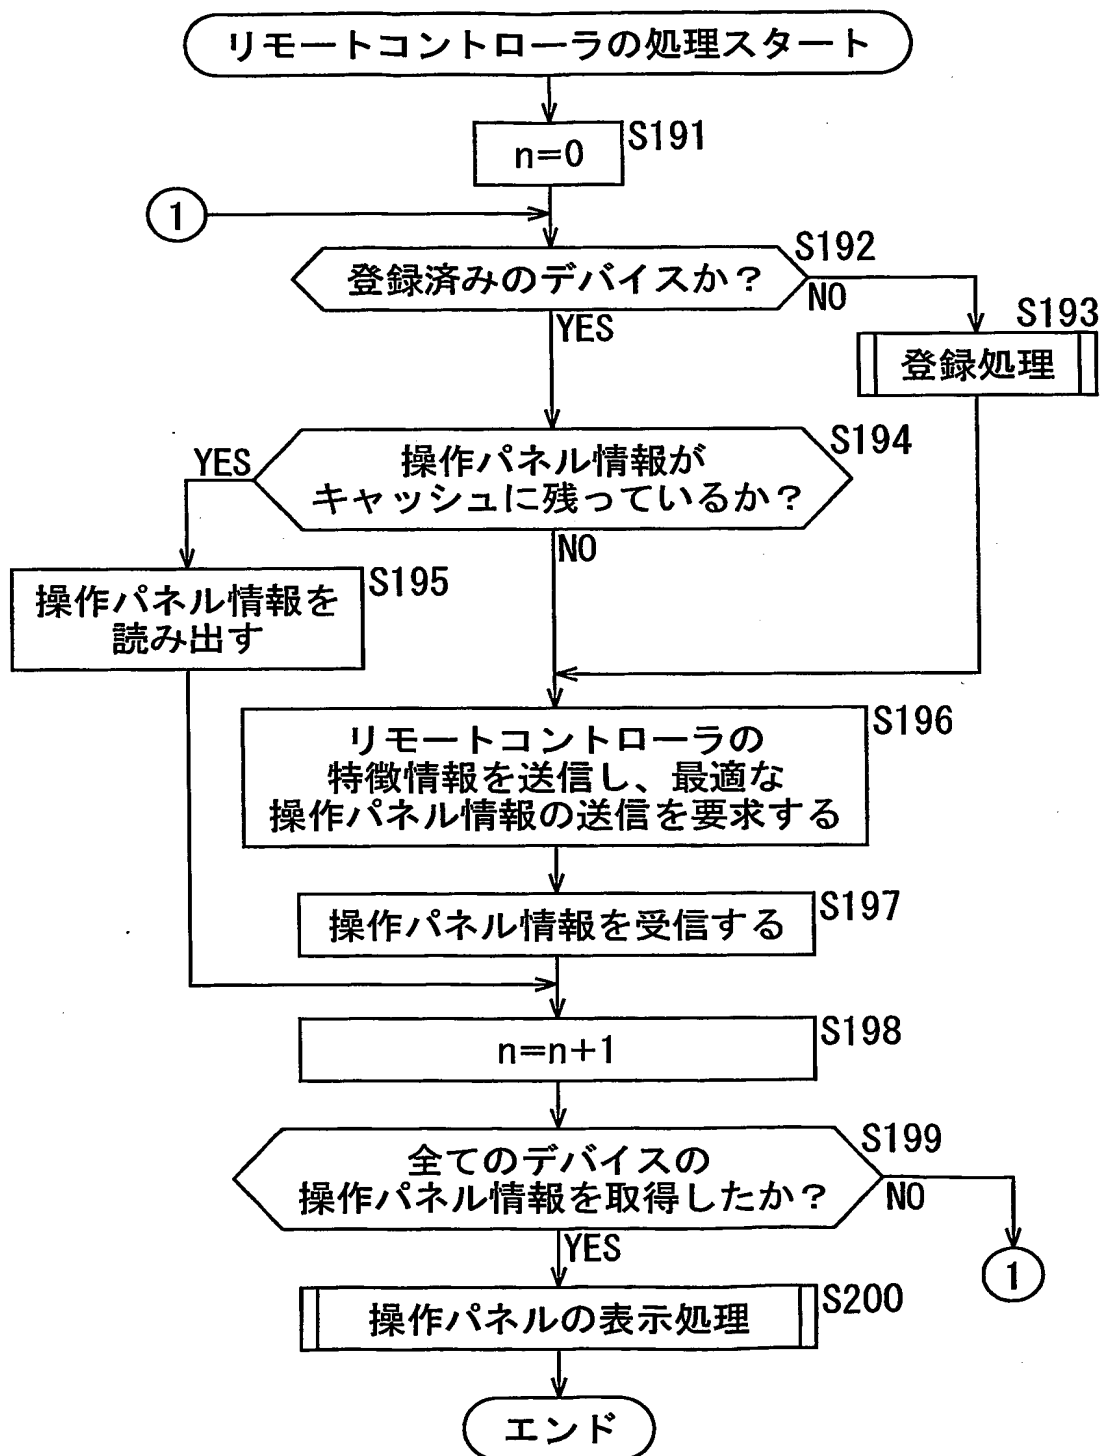 リモートコントローラの処理スタート
S191
n=0
1
S192
登録済みのデバイスか？
NO
YES
S193
登録処理
S194
YES
操作パネル情報が
キャッシュに残っているか？
NO
S195
操作パネル情報を
読み出す
S196
リモートコントローラの
特徴情報を送信し、最適な
操作パネル情報の送信を要求する
S197
操作パネル情報を受信する
S198
n=n+1
S199
全てのデバイスの
操作パネル情報を取得したか？
NO
YES
1
S200
操作パネルの表示処理
エンド